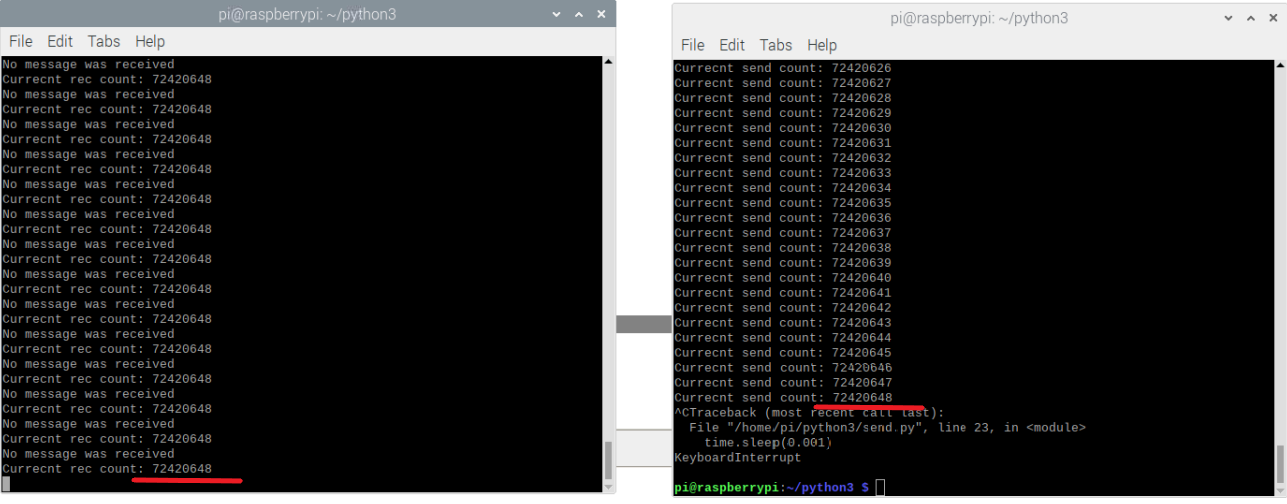 pi@raspberrypi: ~/python3
File Edit Tabs Help
No message was received
Currecnt rec count: 72420648
No message was received
Currecnt rec count: 72420648
No message was received
Currecnt rec count: 72420648
No message was received
Currecnt rec count: 72420648
No message was received
Currecnt rec count: 72420648
No message was received
Currecnt rec count: 72420648
No message was received
Currecnt rec count: 72420648
No message was received
Currecnt rec count: 72420648
No message was received
Currecnt rec count: 72420648
No message was received
Currecnt rec count: 72420648
No message was received
Currecnt rec count: 72420648
No message was received
Currecnt rec count: 72420648
No message was received
Currecnt rec count: 72420648
No message was received
Currecnt rec count: 72420648
pi@raspberrypi: ~/python3
File Edit Tabs Help
Currecnt send count: 72420626
Currecnt send count: 72420627
Currecnt send count: 72420628
Currecnt send count: 72420629
Currecnt send count: 72420630
Currecnt send count: 72420631
Currecnt send count: 72420632
Currecnt send count: 72420633
Currecnt send count: 72420634
Currecnt send count: 72420635
Currecnt send count: 72420636
Currecnt send count: 72420637
Currecnt send count: 72420638
Currecnt send count: 72420639
Currecnt send count: 72420640
Currecnt send count: 72420641
Currecnt send count: 72420642
Currecnt send count: 72420643
Currecnt send count: 72420644
Currecnt send count: 72420645
Currecnt send count: 72420646
Currecnt send count: 72420647
Currecnt send count: 72420648
^CTraceback (most recent call last):
File "/home/pi/python3/send.py", line 23, in <module>
time.sleep(0.001)
KeyboardInterrupt
pi@raspberrypi:~/python3 $